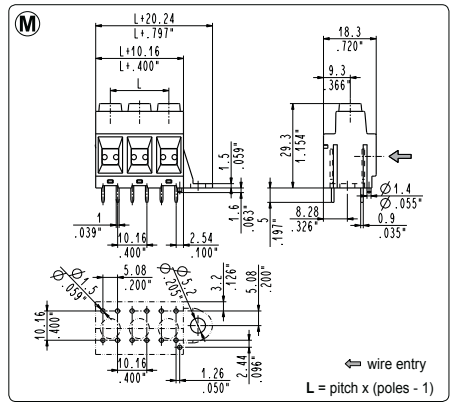 M
L+20.24
L+.797"
L+10.16
L+.400"
L
18.3
.720"
9.3
.366"
29.3
1.154"
1.5
.059"
1.6
.063"
5
.197"
8.28
.326"
Ø 1.4
Ø .055"
0.9
.035"
1
.039"
10.16
.400"
2.54
.100"
Ø 1.5
Ø .059"
5.08
.200"
Ø 5.2
Ø .205"
3.2
.126"
5.08
.200"
10.16
.400"
10.16
.400"
1.26
.050"
2.44
.096"
wire entry
L = pitch x (poles - 1)